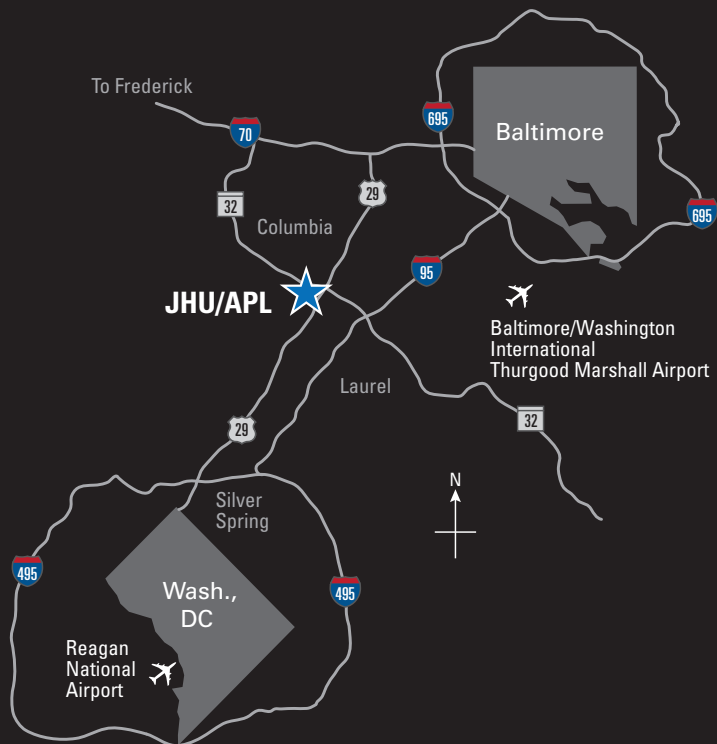 To Frederick
70
695
Baltimore
32
29
Columbia
695
95
JHU/APL
Baltimore/Washington
International
Thurgood Marshall Airport
Laurel
32
29
N
Silver
Spring
495
495
Wash.,
DC
Reagan
National
Airport